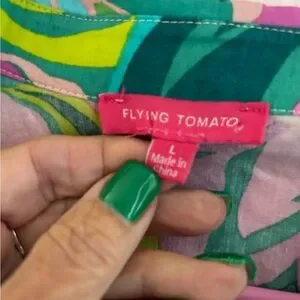 FLYING TOMATO
L
Made in
China